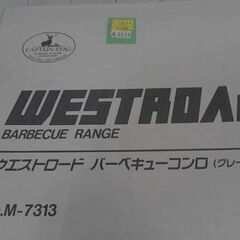 CAPTAIN STAG
WESTROA
BARBECUE RANGE
ウエストロード バーベキューコンロ (グレー
.M-7313